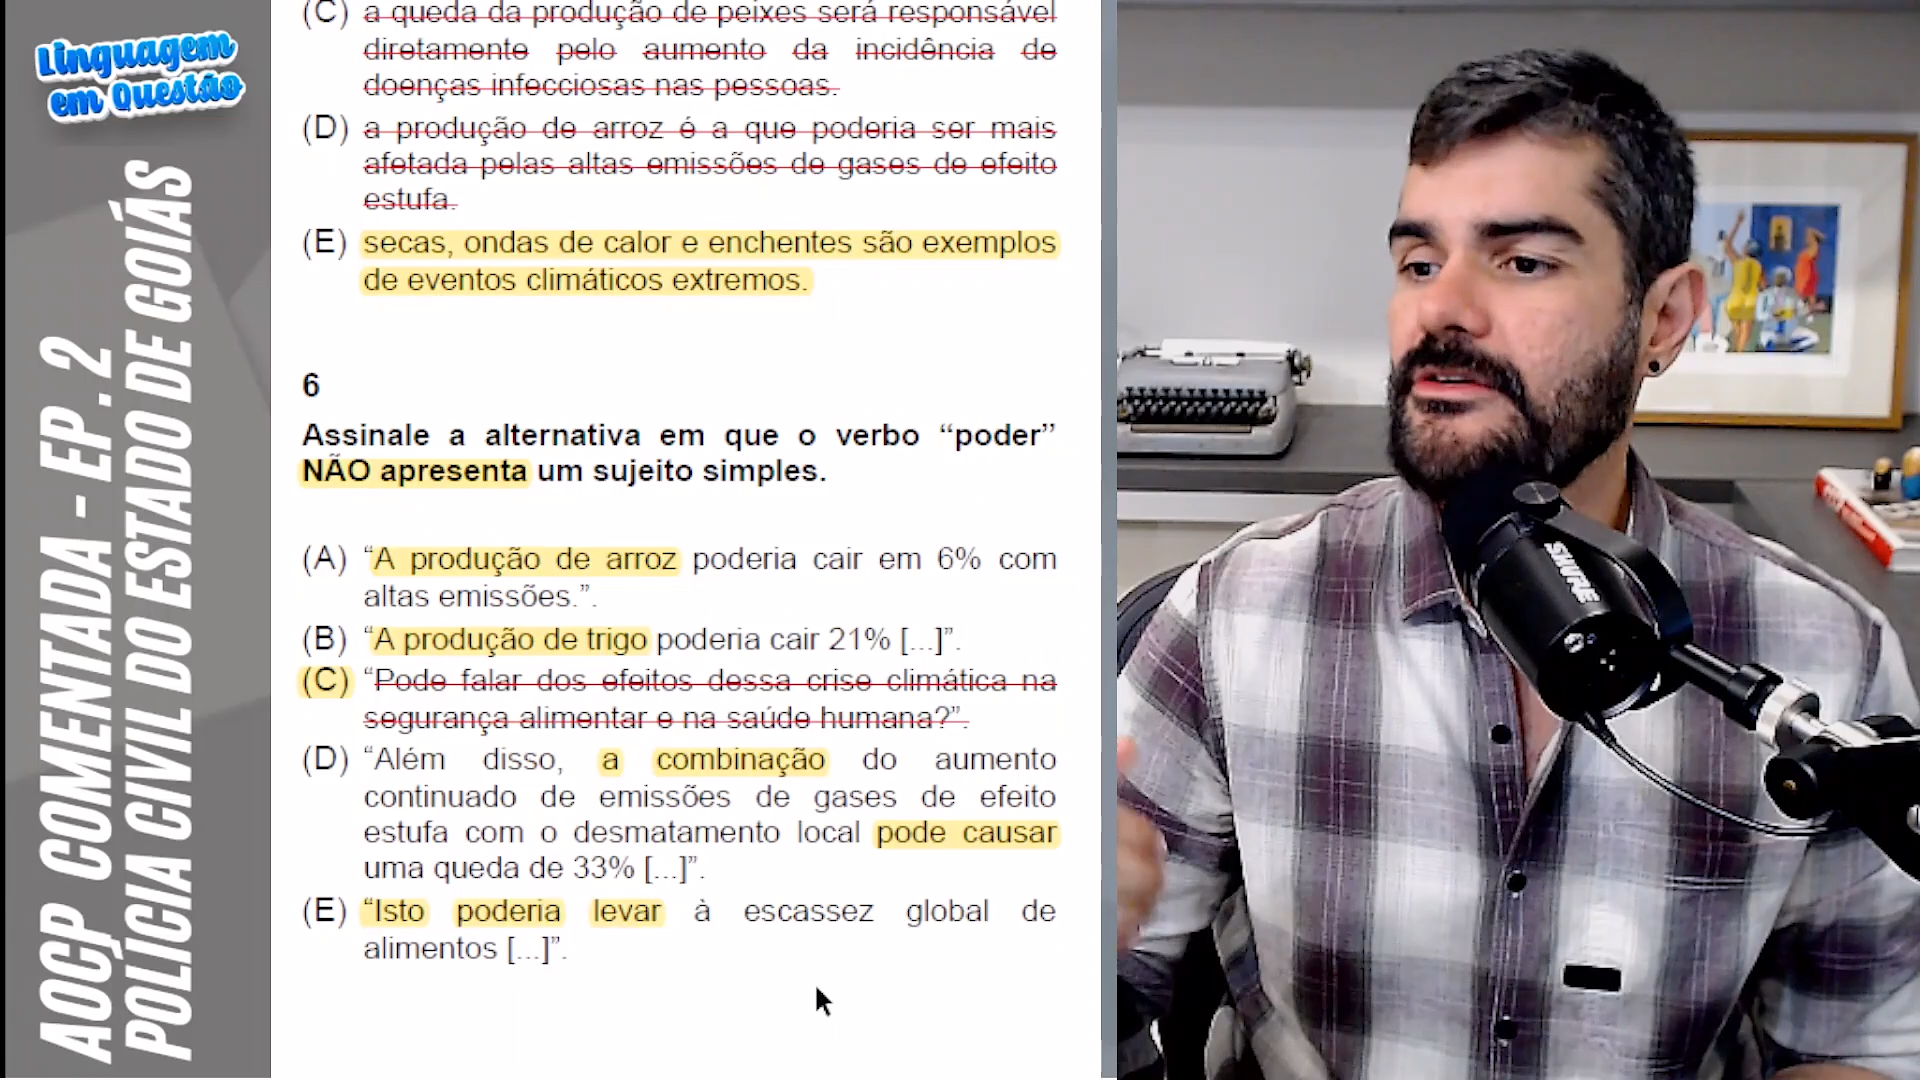 Linguagem
em Questão
AOCP COMENTADA - EP. 2
POLÍCIA CIVIL DO ESTADO DE GOIÁS
(C) a queda da produção de peixes será responsável
diretamente pelo aumento da incidência de
doenças infecciosas nas pessoas.
(D) a produção de arroz é a que poderia ser mais
afetada pelas altas emissões de gases de efeito
estufa.
(E) secas, ondas de calor e enchentes são exemplos
de eventos climáticos extremos.
6
Assinale a alternativa em que o verbo “poder”
NÃO apresenta um sujeito simples.
(A) “A produção de arroz poderia cair em 6% com
altas emissões.”.
(B) “A produção de trigo poderia cair 21% [...]”.
(C) “Pode falar dos efeitos dessa crise climática na
segurança alimentar e na saúde humana?”.
(D) “Além disso, a combinação do aumento
continuado de emissões de gases de efeito
estufa com o desmatamento local pode causar
uma queda de 33% [...]”.
(E) “Isto poderia levar à escassez global de
alimentos [...]”.
SHURE